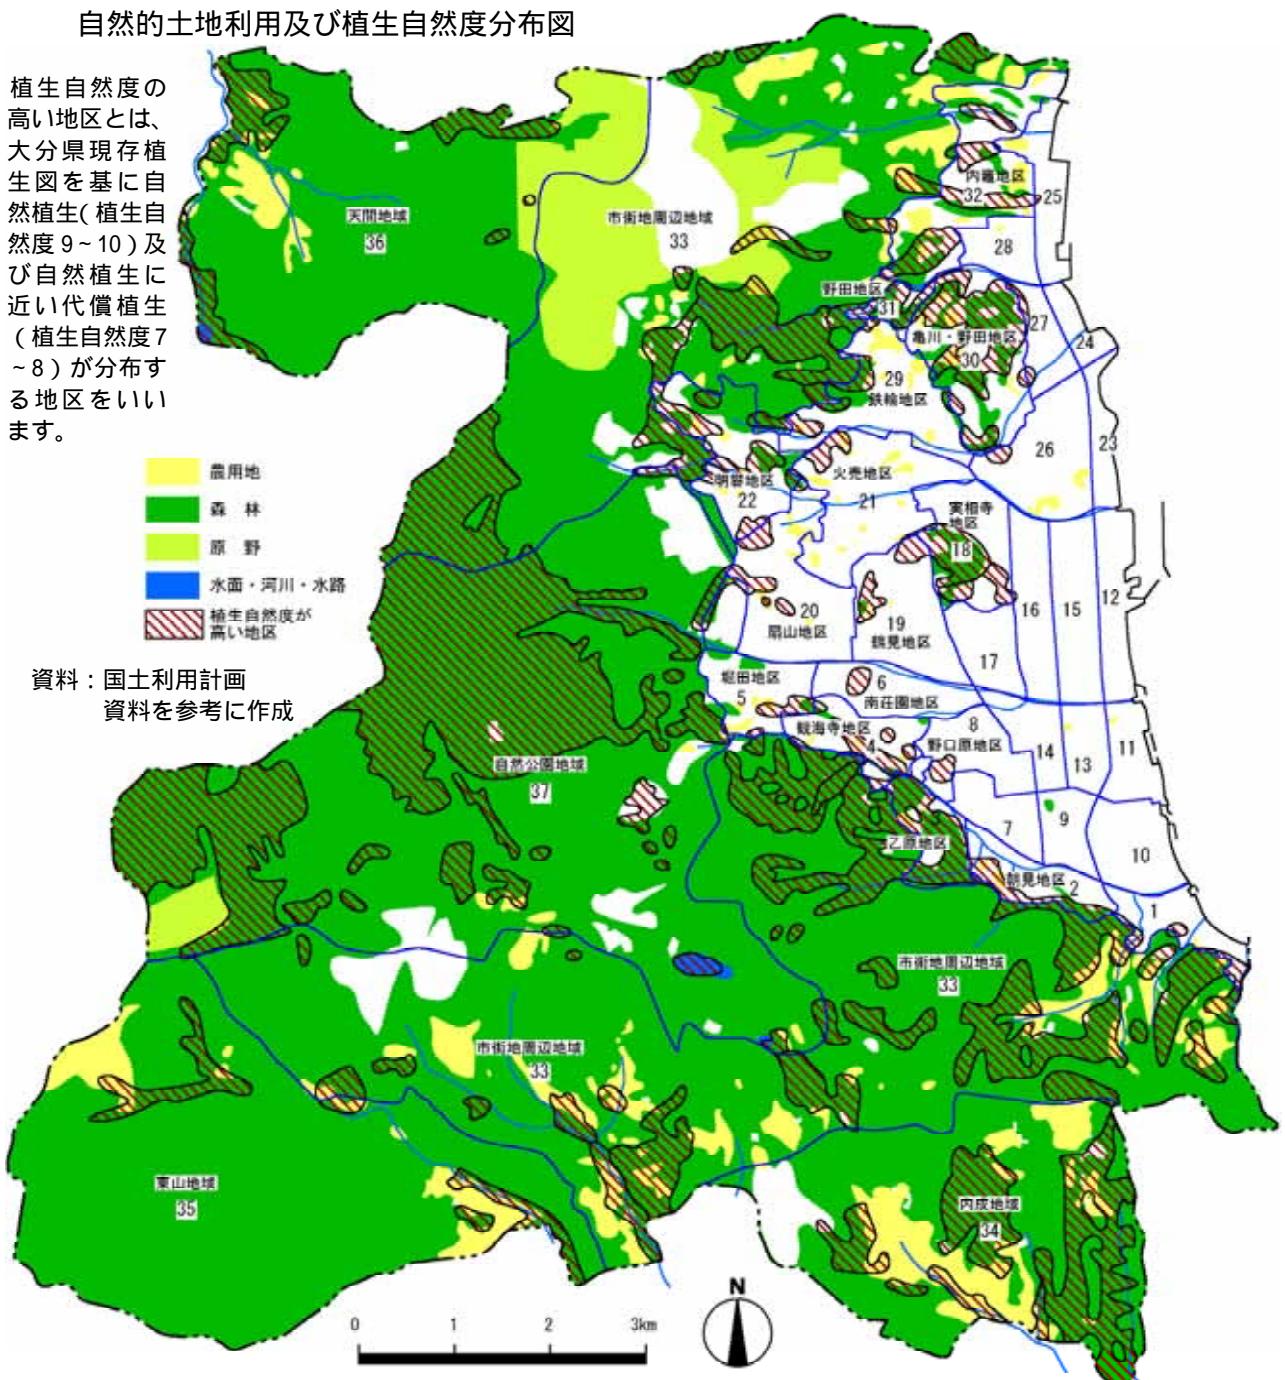 自然的土地利用及び植生自然度分布図
植生自然度の
高い地区とは、
大分県現存植
生図を基に自
然植生(植生自
然度9~10)及
び自然植生に
近い代償植生
(植生自然度7
~8)が分布す
る地区をいい
ます。
農用地
森 林
原 野
水面・河川・水路
植生自然度が
高い地区
資料:国土利用計画
資料を参考に作成
天間地域
36
市街地周辺地域
33
内竈地区
32
25
28
野田地区
31
27
亀川・野田地区
30
24
29
鉄輪地区
23
26
火売地区
明礬地区
22
21
実相寺
地区
18
12
16
15
20
扇山地区
19
鶴見地区
17
堀田地区
5
6
南荘園地区
観海寺地区
4
8
野口原地区
14
13
11
自然公園地域
37
7
9
乙原地区
3
10
朝見地区
2
1
市街地周辺地域
33
市街地周辺地域
33
東山地域
35
内成地域
34
N
0 1 2 3km